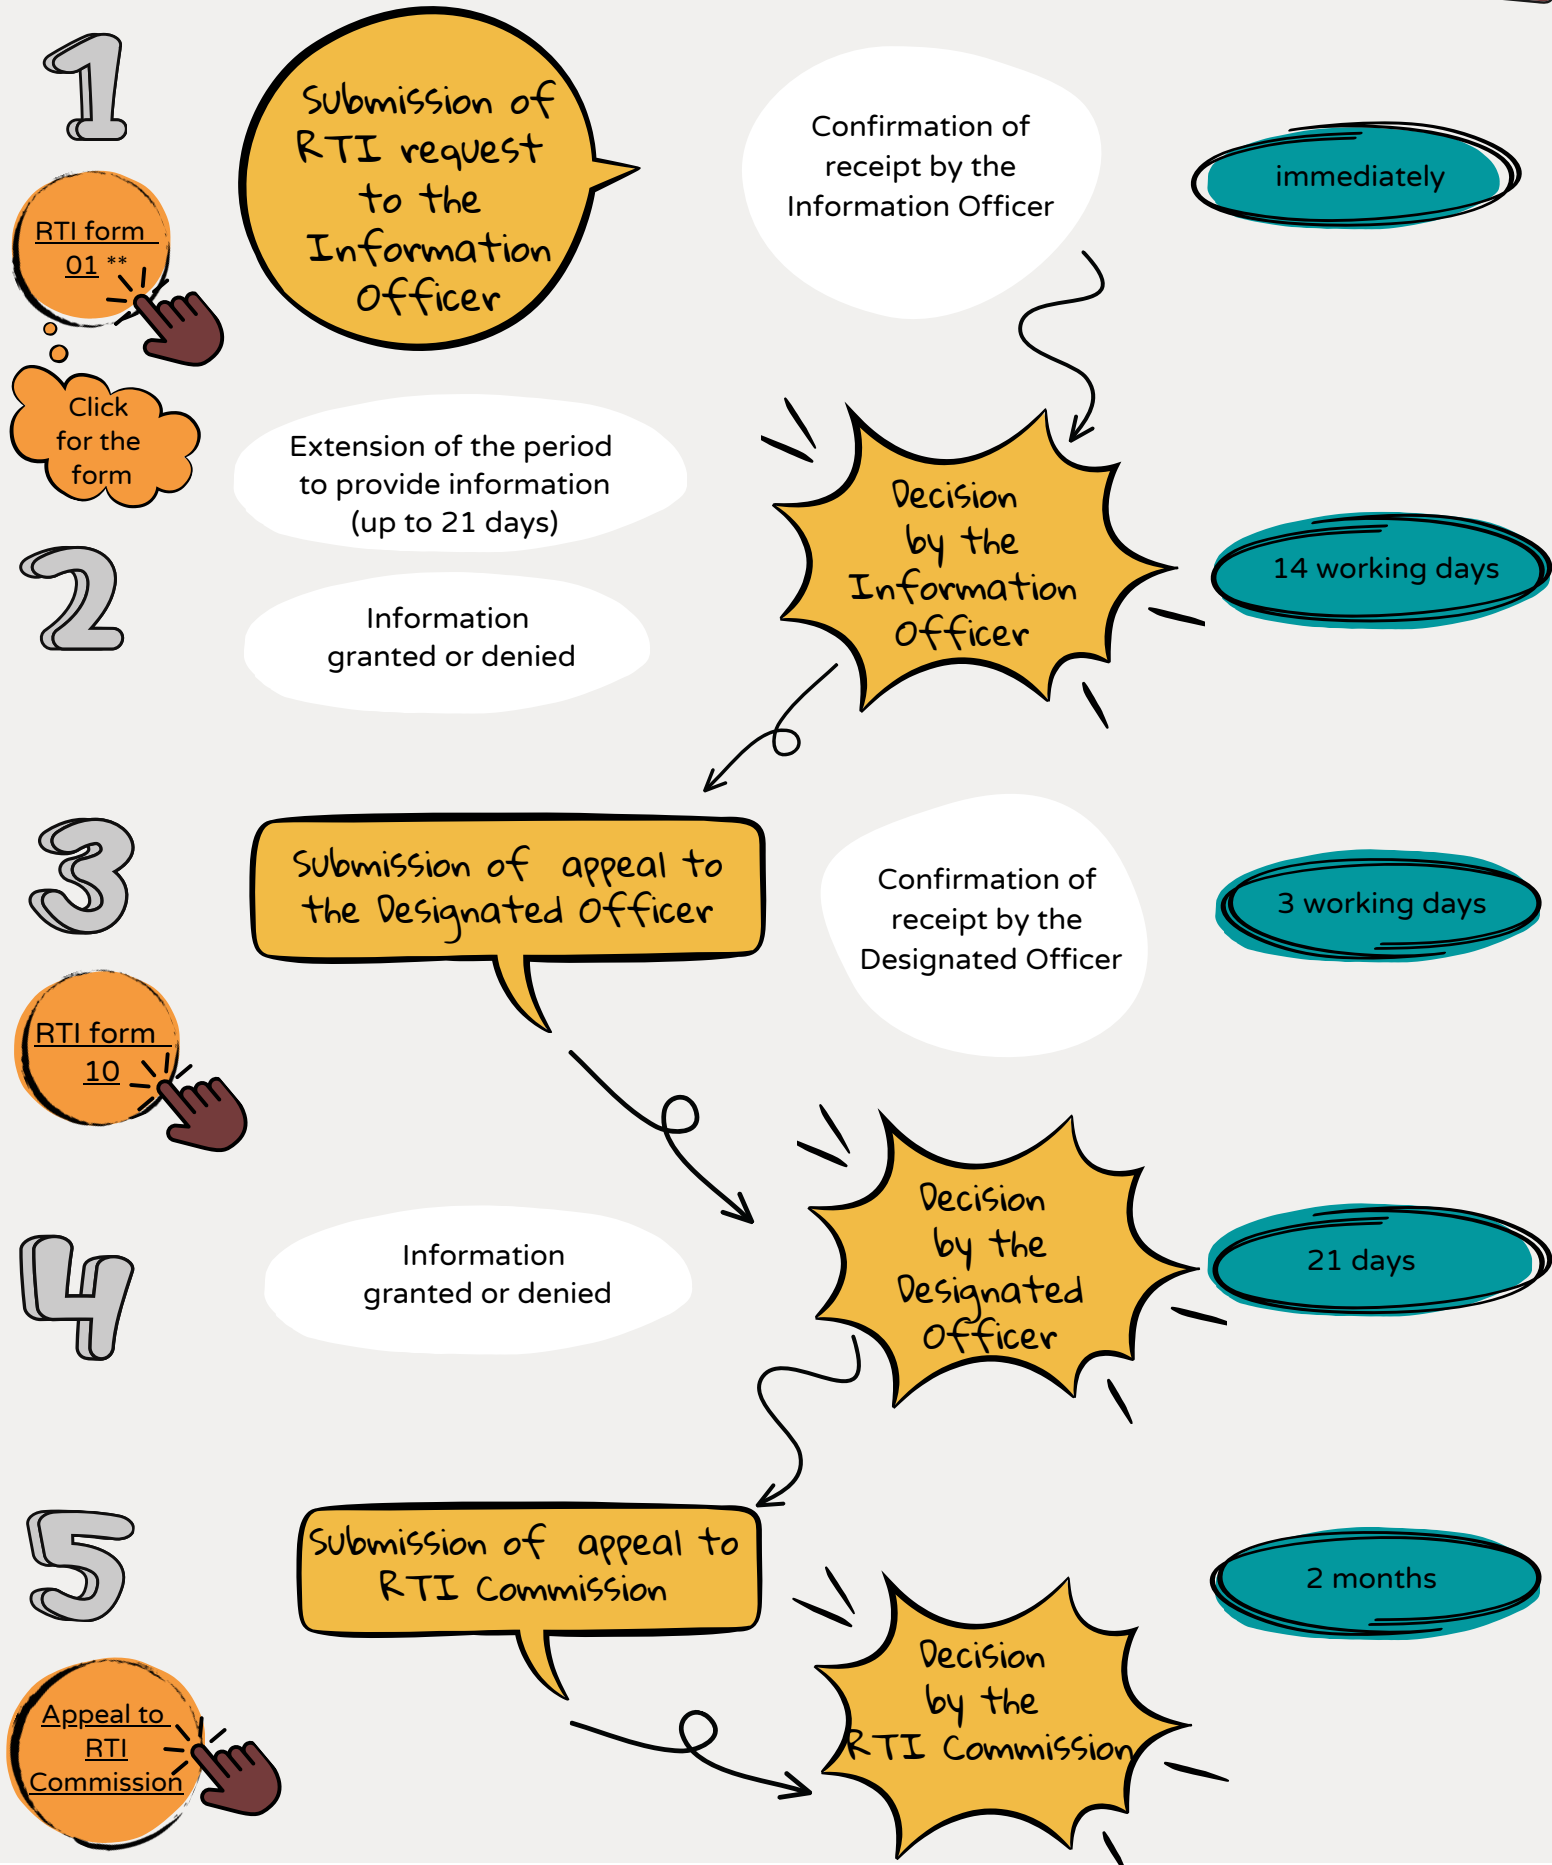 1
Submission of
RTI request
to the
Information
Officer
Confirmation of
receipt by the
Information Officer
immediately
RTI form
01 **
Click
for the
form
2
Extension of the period
to provide information
(up to 21 days)
Information
granted or denied
Decision
by the
Information
Officer
14 working days
3
Submission of appeal to
the Designated Officer
Confirmation of
receipt by the
Designated Officer
3 working days
RTI form
10
4
Information
granted or denied
Decision
by the
Designated
Officer
21 days
5
Submission of appeal to
RTI Commission
2 months
Appeal to
RTI
Commission
Decision
by the
RTI Commission